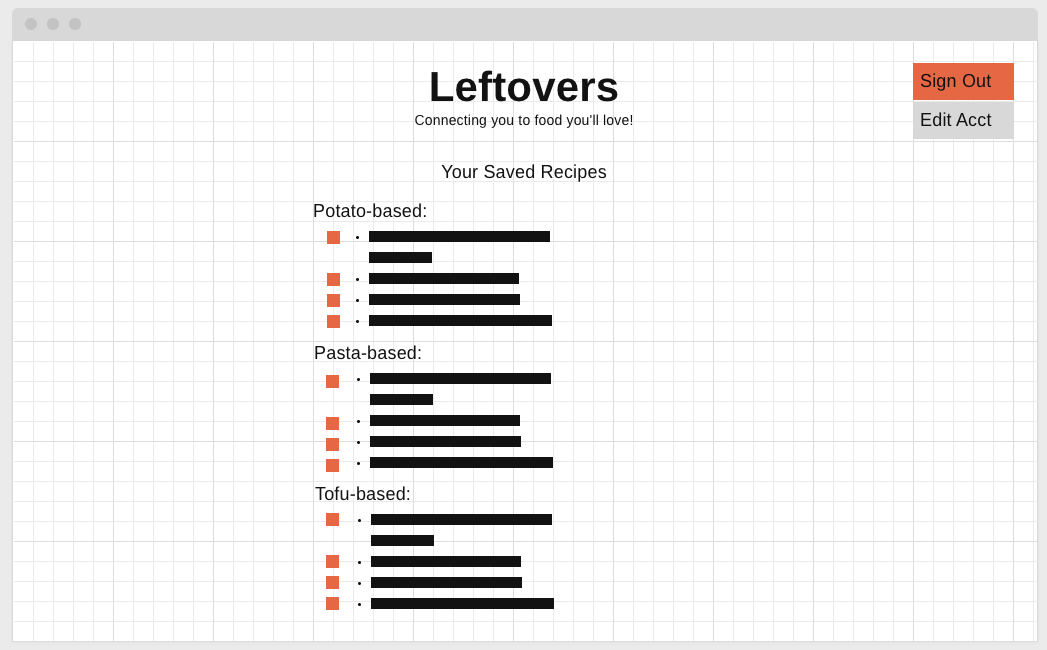 Leftovers
Connecting you to food you'll love!
Sign Out
Edit Acct
Your Saved Recipes
Potato-based:
Pasta-based:
Tofu-based: